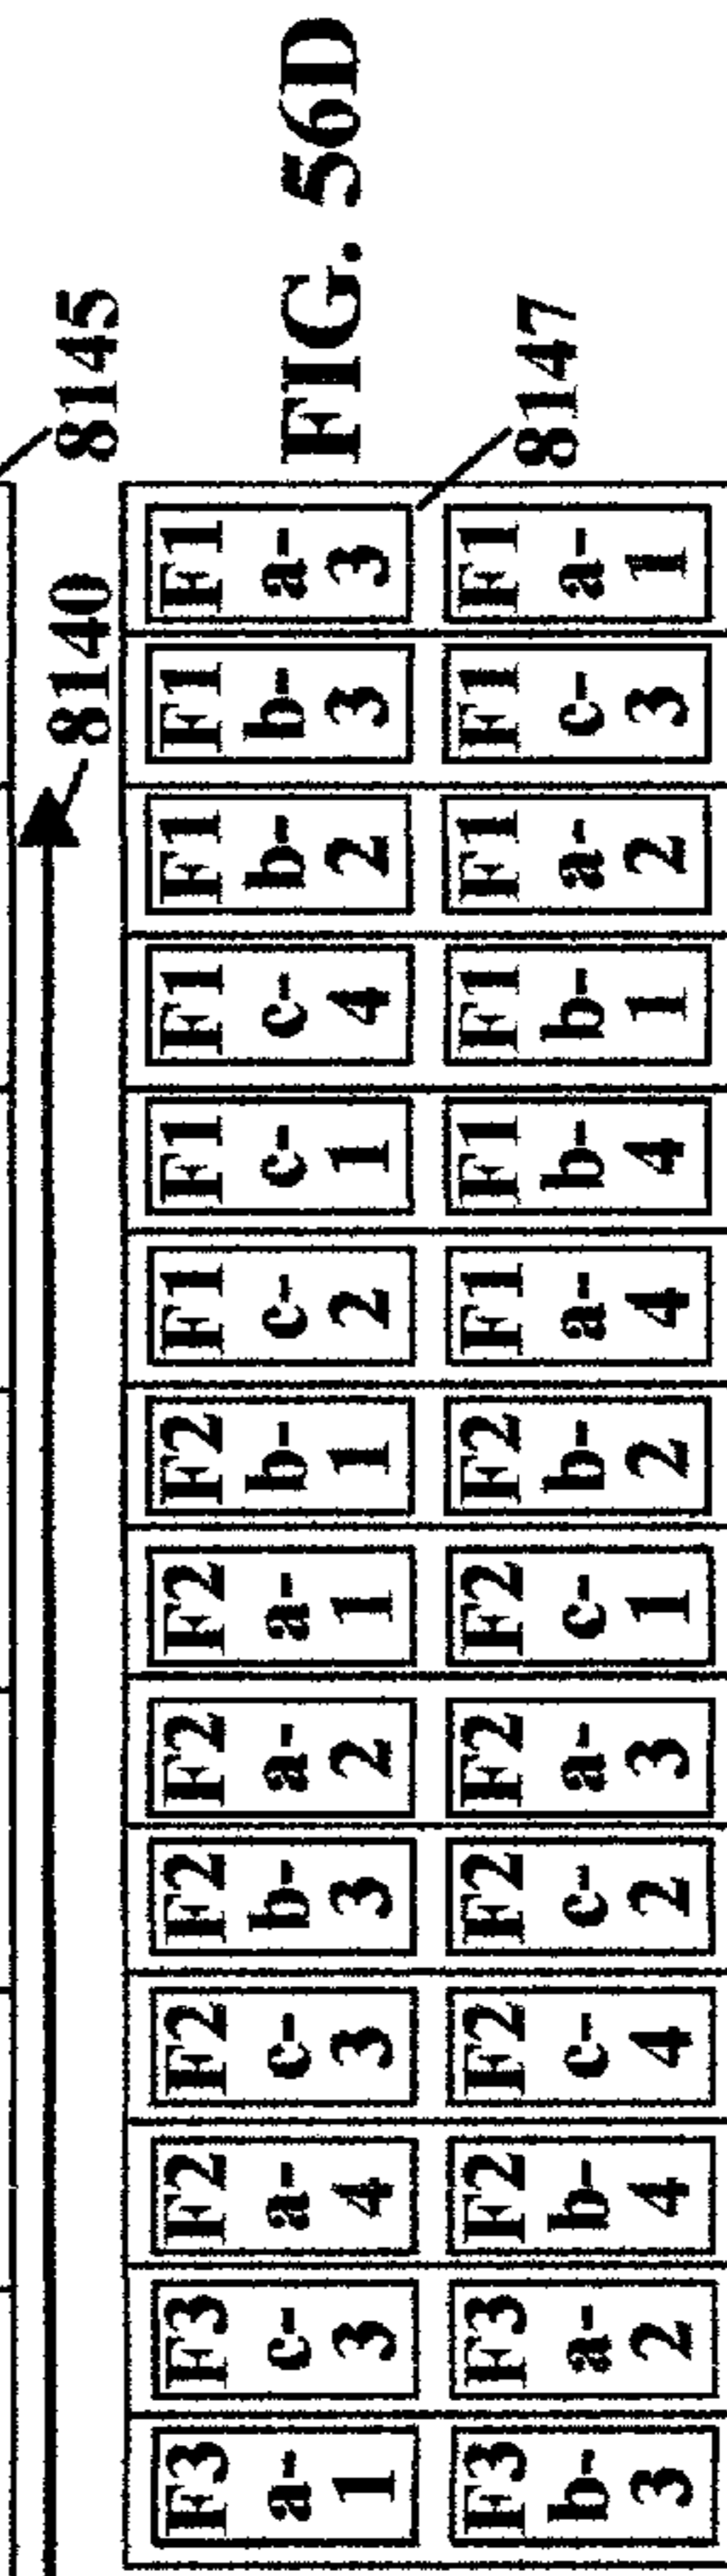 8140 8145
F3 F3 F2 F2 F2 F2 F2 F2 F1 F1 F1 F1 F1 F1
a- c- a- c- b- a- a- b- c- c- c- b- b- a-
1 3 4 3 3 2 1 1 2 1 4 2 3 3
FIG. 56D
8147
F3 F3 F2 F2 F2 F2 F2 F2 F1 F1 F1 F1 F1 F1
b- a- b- c- c- a- c- b- a- b- b- a- c- a-
3 2 4 4 2 3 1 2 4 4 1 2 3 1